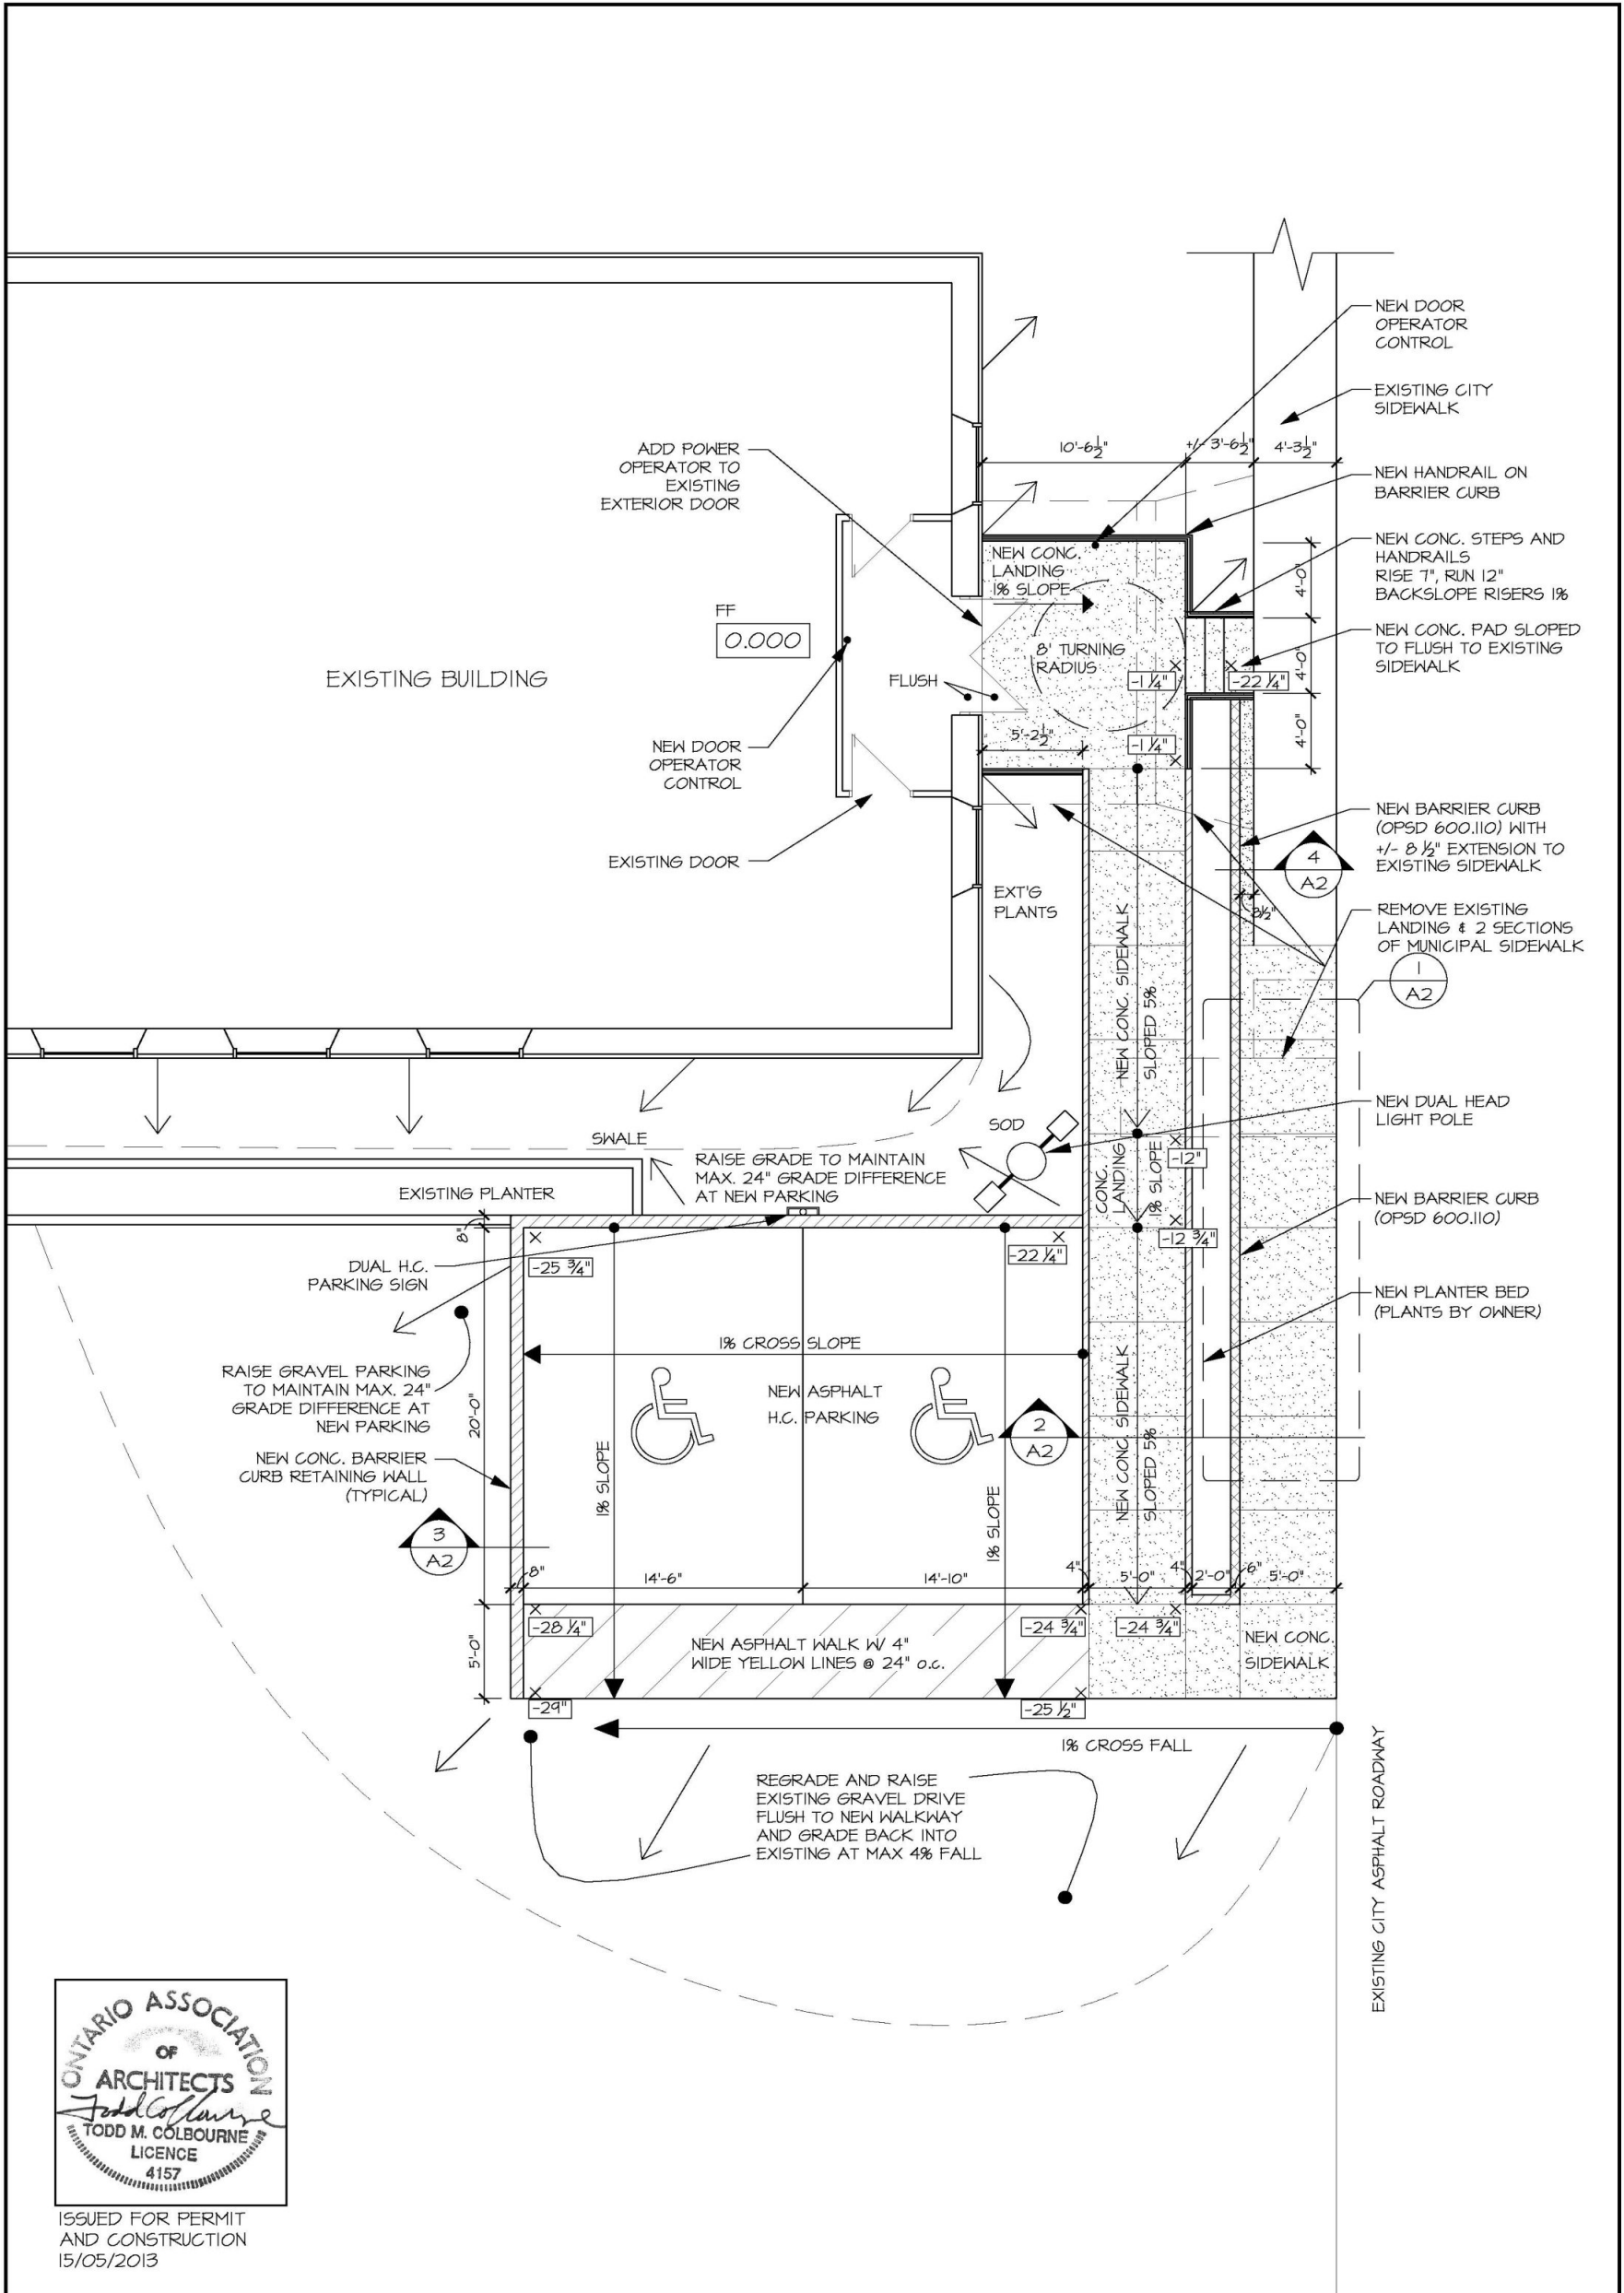 NEW DOOR
OPERATOR
CONTROL
EXISTING CITY
SIDEWALK
10'-6½"
+/- 3'-6½"
4'-3½"
ADD POWER
OPERATOR TO
EXISTING
EXTERIOR DOOR
NEW HANDRAIL ON
BARRIER CURB
NEW CONC. STEPS AND
HANDRAILS
RISE 7", RUN 12"
BACKSLOPE RISERS 1%
NEW CONC.
LANDING
1% SLOPE
4'-0"
FF
0.000
8' TURNING
RADIUS
NEW CONC. PAD SLOPED
TO FLUSH TO EXISTING
SIDEWALK
4'-0"
EXISTING BUILDING
FLUSH
-1 ¼"
-22 ¼"
5'-2½"
-1 ¼"
4'-0"
NEW DOOR
OPERATOR
CONTROL
NEW BARRIER CURB
(OPSD 600.110) WITH
+/- 8 ½" EXTENSION TO
EXISTING SIDEWALK
EXISTING DOOR
4
A2
EXT'G
PLANTS
8½"
REMOVE EXISTING
LANDING & 2 SECTIONS
OF MUNICIPAL SIDEWALK
1
A2
NEW CONC. SIDEWALK
SLOPED 5%
NEW DUAL HEAD
LIGHT POLE
SOD
SWALE
RAISE GRADE TO MAINTAIN
MAX. 24" GRADE DIFFERENCE
AT NEW PARKING
CONC.
LANDING
1% SLOPE
-12"
EXISTING PLANTER
NEW BARRIER CURB
(OPSD 600.110)
8"
-12 ¾"
-25 ¾"
-22 ¼"
DUAL H.C.
PARKING SIGN
NEW PLANTER BED
(PLANTS BY OWNER)
1% CROSS SLOPE
RAISE GRAVEL PARKING
TO MAINTAIN MAX. 24"
GRADE DIFFERENCE AT
NEW PARKING
NEW ASPHALT
H.C. PARKING
20'-0"
2
A2
NEW CONC. SIDEWALK
SLOPED 5%
NEW CONC. BARRIER
CURB RETAINING WALL
(TYPICAL)
1% SLOPE
1% SLOPE
3
A2
8"
14'-6"
14'-10"
4"
5'-0"
4"
2'-0"
6"
5'-0"
-28 ¼"
-24 ¾"
-24 ¾"
5'-0"
NEW ASPHALT WALK W/ 4"
WIDE YELLOW LINES @ 24" o.c.
NEW CONC.
SIDEWALK
-29"
-25 ½"
1% CROSS FALL
REGRADE AND RAISE
EXISTING GRAVEL DRIVE
FLUSH TO NEW WALKWAY
AND GRADE BACK INTO
EXISTING AT MAX 4% FALL
EXISTING CITY ASPHALT ROADWAY
ONTARIO ASSOCIATION
OF
ARCHITECTS
Todd Colbourne
TODD M. COLBOURNE
LICENCE
4157
ISSUED FOR PERMIT
AND CONSTRUCTION
15/05/2013